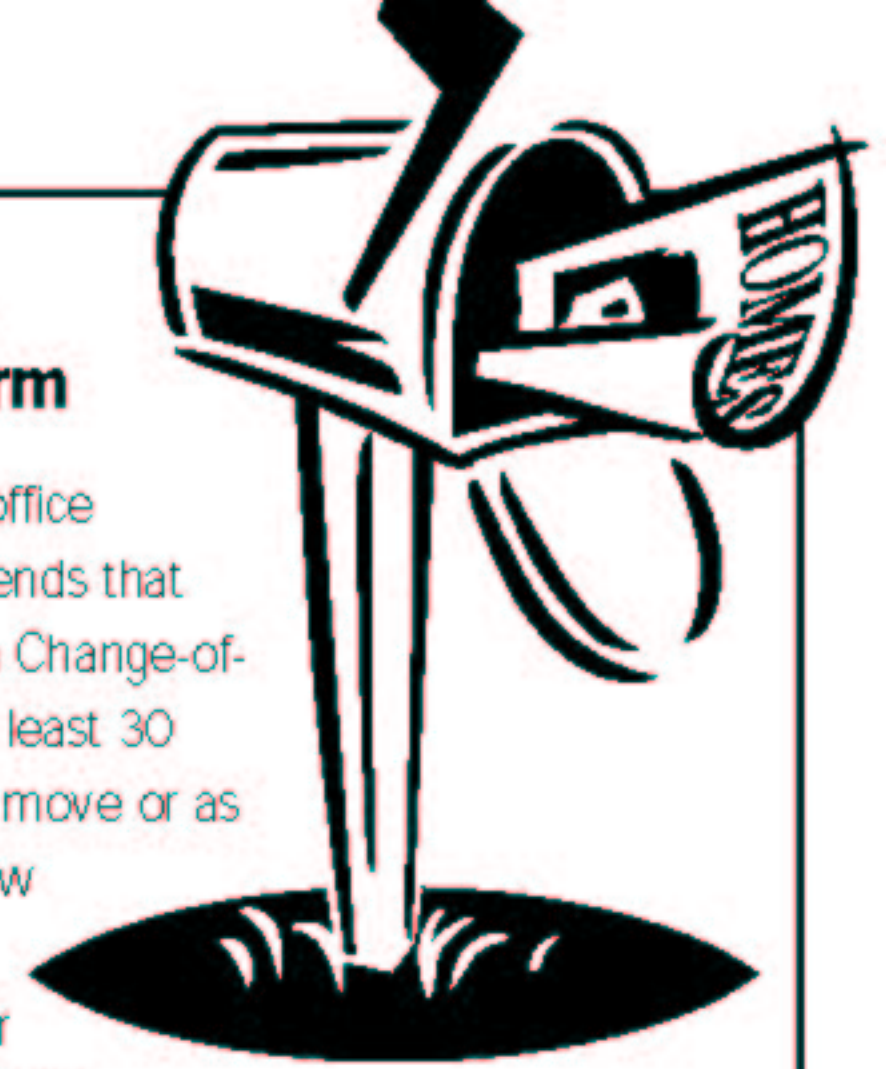 HOMES
rm
office
ends that
Change-of-
least 30
move or as
w
r